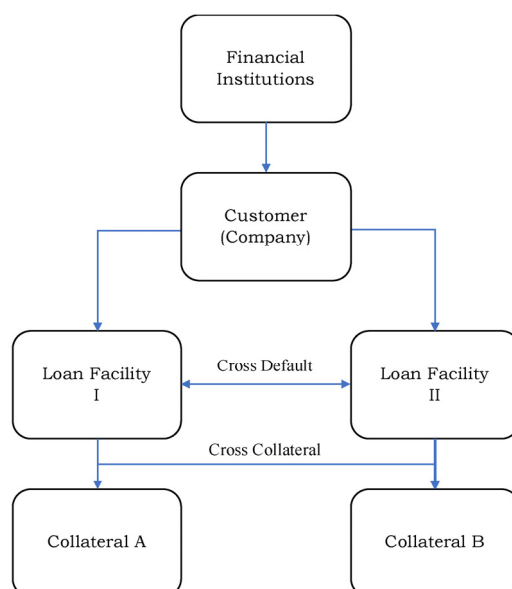 Financial
Institutions
Customer
(Company)
Loan Facility
I
Cross Default
Loan Facility
II
Cross Collateral
Collateral A
Collateral B